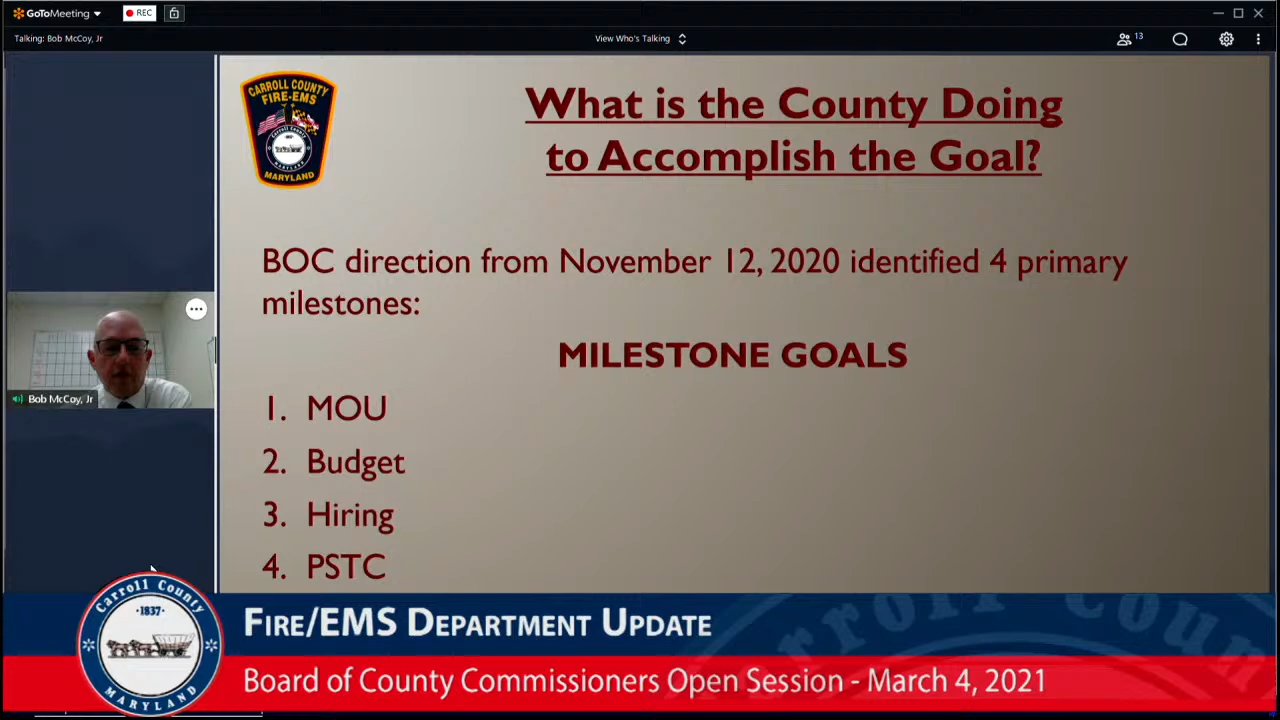 GoToMeeting
REC
Talking: Bob McCoy, Jr
View Who's Talking
13
CARROLL COUNTY
FIRE-EMS
MARYLAND
What is the County Doing
to Accomplish the Goal?
BOC direction from November 12, 2020 identified 4 primary
milestones:
MILESTONE GOALS
1. MOU
2. Budget
3. Hiring
4. PSTC
Bob McCoy, Jr
Carroll County
1837
MARYLAND
FIRE/EMS DEPARTMENT UPDATE
Board of County Commissioners Open Session - March 4, 2021